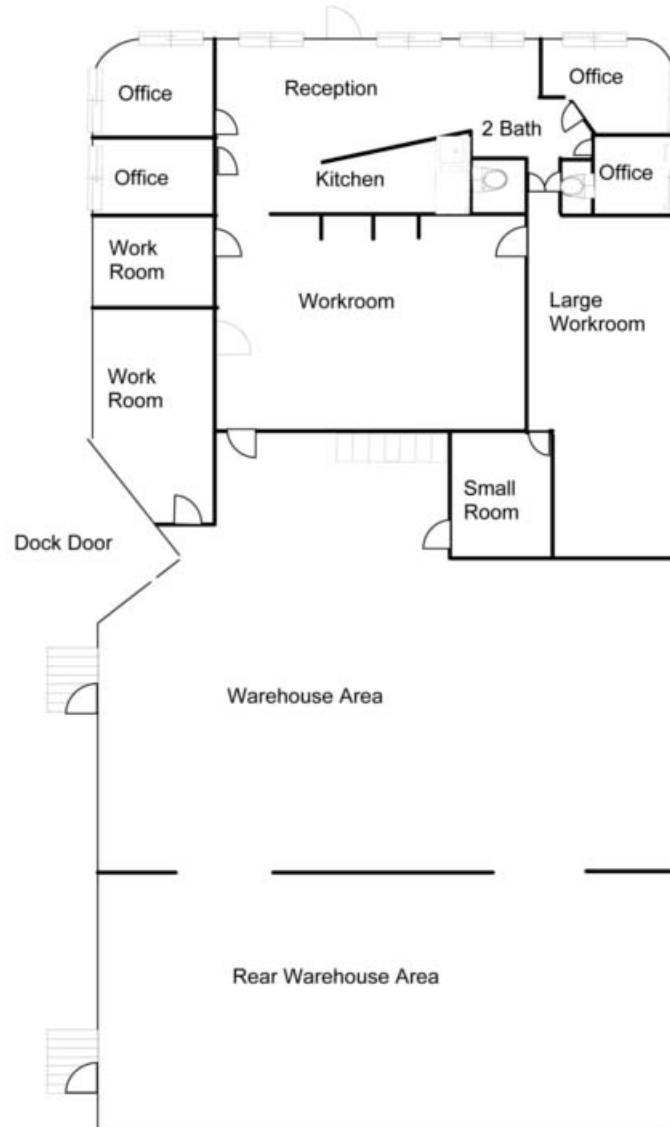 Office
Reception
Office
2 Bath
Office
Kitchen
Office
Work
Room
Workroom
Large
Workroom
Work
Room
Small
Room
Dock Door
Warehouse Area
Rear Warehouse Area